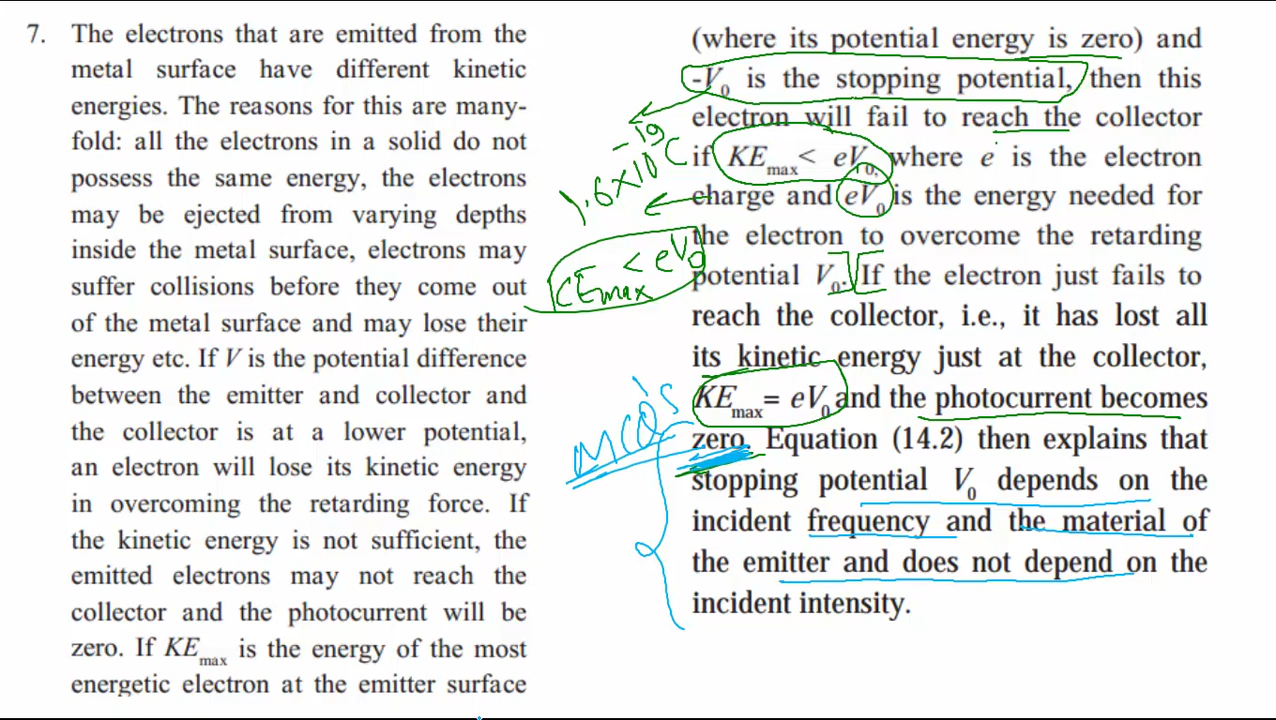 7. The electrons that are emitted from the
metal surface have different kinetic
energies. The reasons for this are many-
fold: all the electrons in a solid do not
possess the same energy, the electrons
may be ejected from varying depths
inside the metal surface, electrons may
suffer collisions before they come out
of the metal surface and may lose their
energy etc. If V is the potential difference
between the emitter and collector and
the collector is at a lower potential,
an electron will lose its kinetic energy
in overcoming the retarding force. If
the kinetic energy is not sufficient, the
emitted electrons may not reach the
collector and the photocurrent will be
zero. If KEmax is the energy of the most
energetic electron at the emitter surface
(where its potential energy is zero) and
-V0 is the stopping potential, then this
electron will fail to reach the collector
if KEmax < eV0, where e is the electron
charge and eV0 is the energy needed for
the electron to overcome the retarding
potential V0. If the electron just fails to
reach the collector, i.e., it has lost all
its kinetic energy just at the collector,
KEmax = eV0 and the photocurrent becomes
zero. Equation (14.2) then explains that
stopping potential V0 depends on the
incident frequency and the material of
the emitter and does not depend on the
incident intensity.
1.6×10-19 C
KEmax < eV0
MCQ's